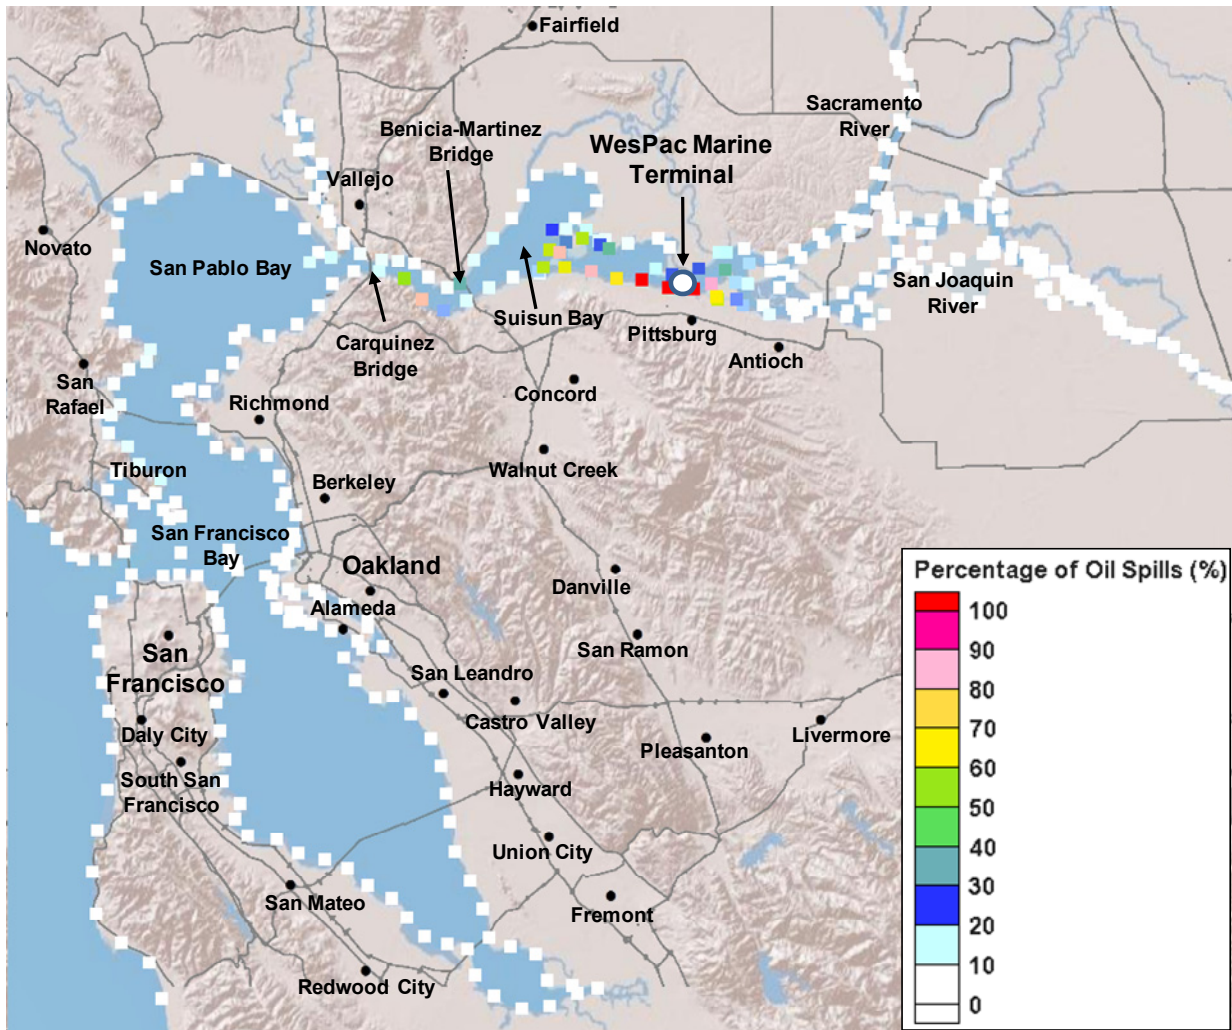 Fairfield
Sacramento
River
Benicia-Martinez
Bridge
WesPac Marine
Terminal
Vallejo
Novato
San Pablo Bay
San Joaquin
River
Suisun Bay
Pittsburg
Carquinez
Bridge
Antioch
San
Rafael
Concord
Richmond
Tiburon
Walnut Creek
Berkeley
San Francisco
Bay
Oakland
Danville
Alameda
San
Francisco
San Ramon
San Leandro
Castro Valley
Daly City
Pleasanton
Livermore
South San
Francisco
Hayward
Union City
San Mateo
Fremont
Redwood City
Percentage of Oil Spills (%)
100
90
80
70
60
50
40
30
20
10
0